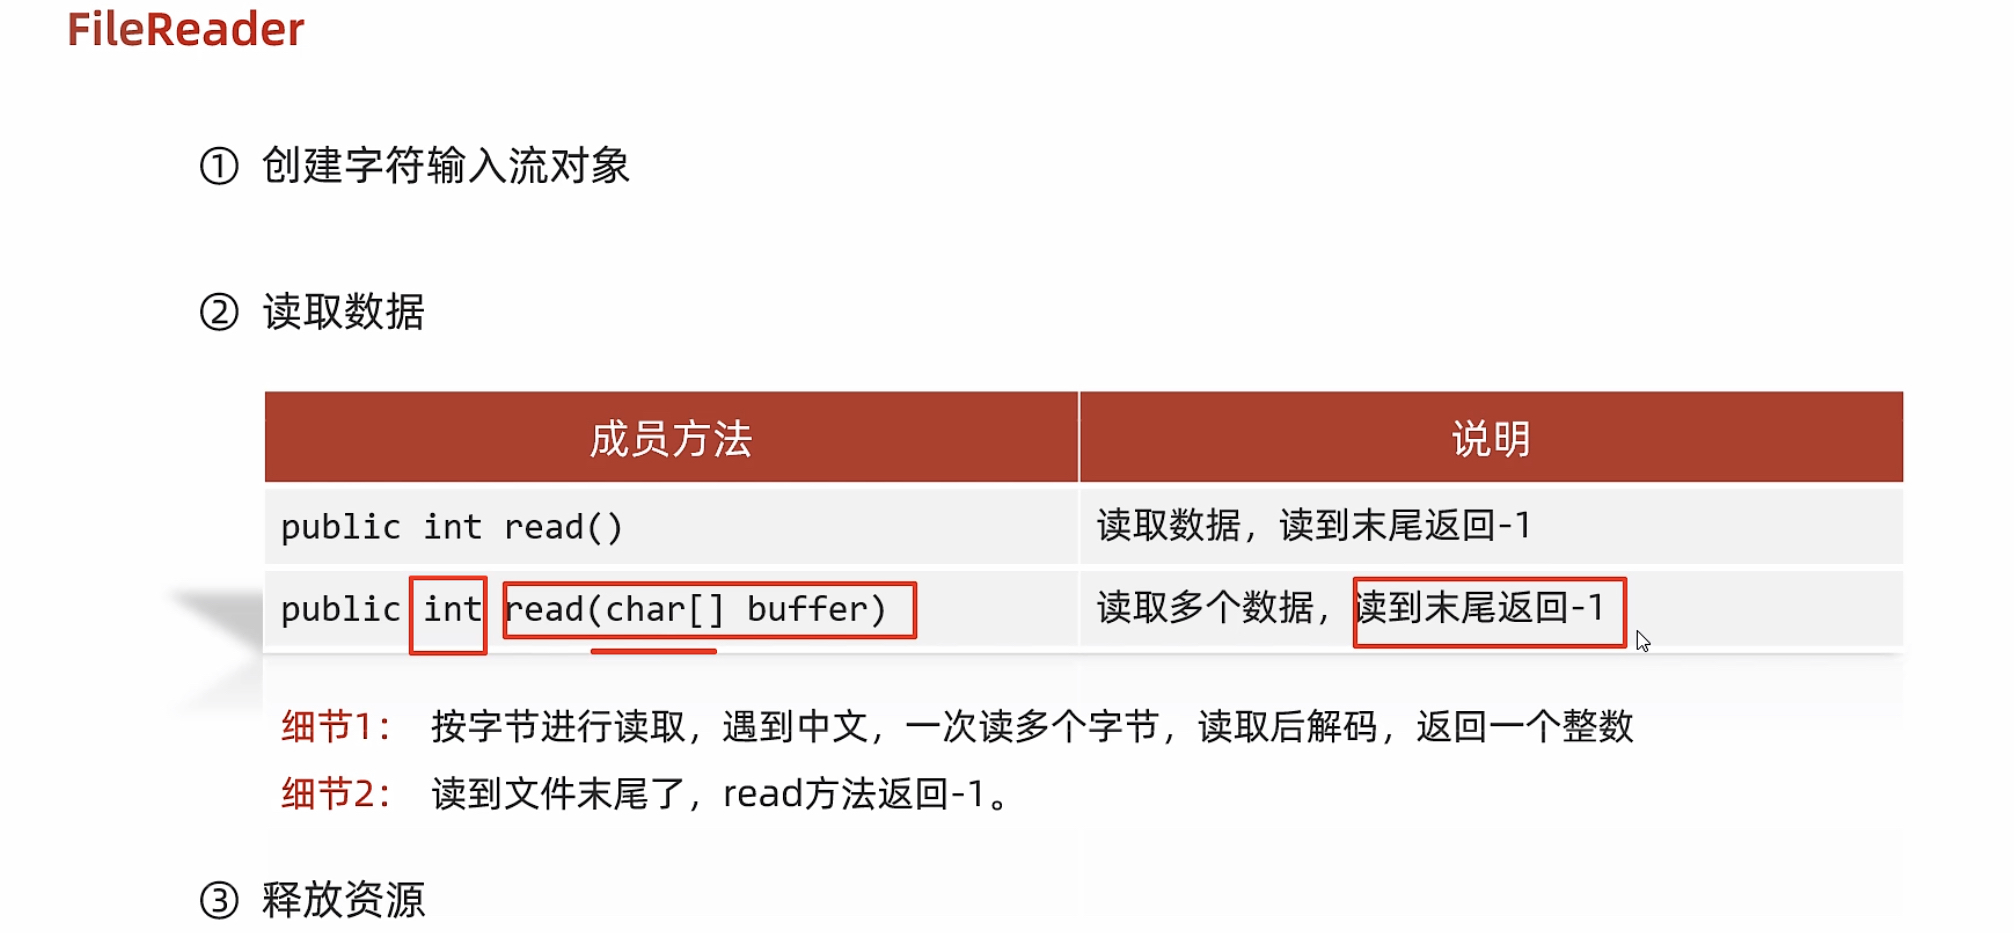 FileReader
① 创建字符输入流对象
② 读取数据
成员方法 说明
public int read() 读取数据，读到末尾返回-1
public int read(char[] buffer) 读取多个数据，读到末尾返回-1
细节1： 按字节进行读取，遇到中文，一次读多个字节，读取后解码，返回一个整数
细节2： 读到文件末尾了，read方法返回-1。
③ 释放资源